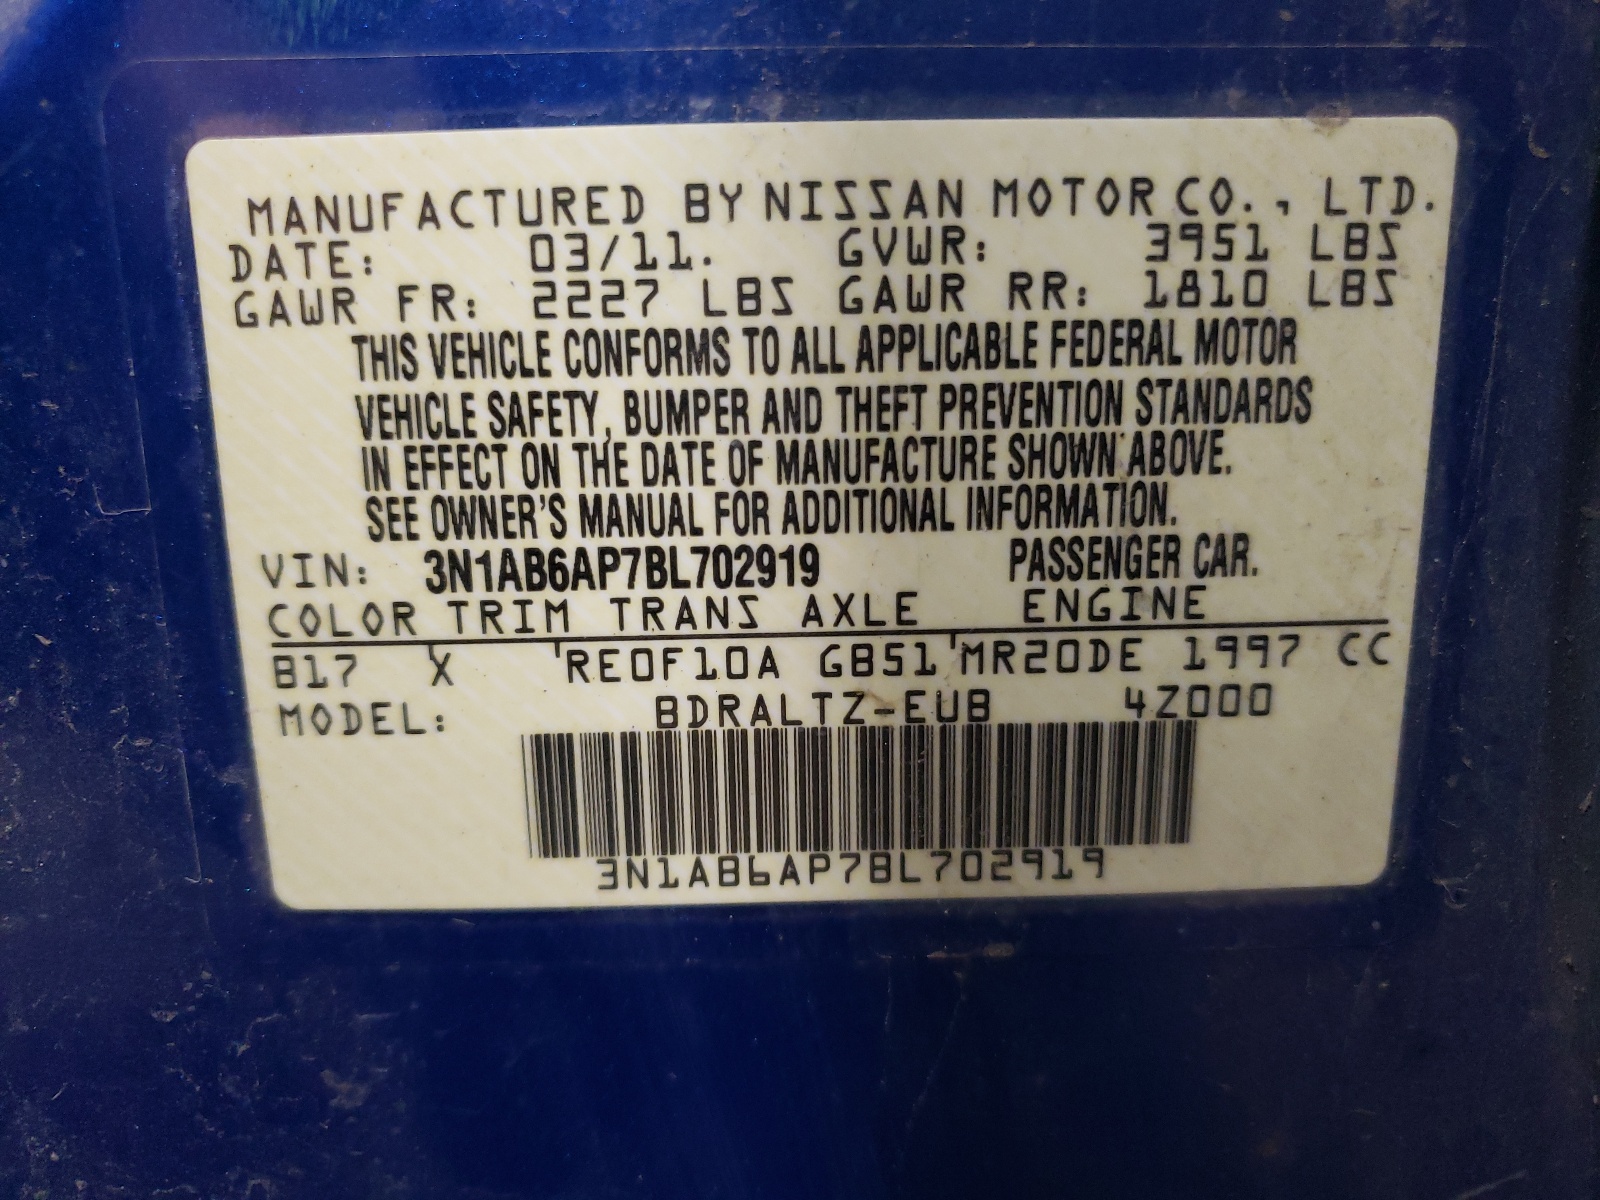 MANUFACTURED BY NISSAN MOTOR CO., LTD.
DATE: 03/11. GVWR: 3951 LBS
GAWR FR: 2227 LBS GAWR RR: 1810 LBS
THIS VEHICLE CONFORMS TO ALL APPLICABLE FEDERAL MOTOR
VEHICLE SAFETY, BUMPER AND THEFT PREVENTION STANDARDS
IN EFFECT ON THE DATE OF MANUFACTURE SHOWN ABOVE.
SEE OWNER'S MANUAL FOR ADDITIONAL INFORMATION.
VIN: 3N1AB6AP7BL702919 PASSENGER CAR.
COLOR TRIM TRANS AXLE ENGINE
B17 X RE0F10A GB51 MR20DE 1997 CC
MODEL: BDRALTZ-EUB 4Z000
3N1AB6AP7BL702919